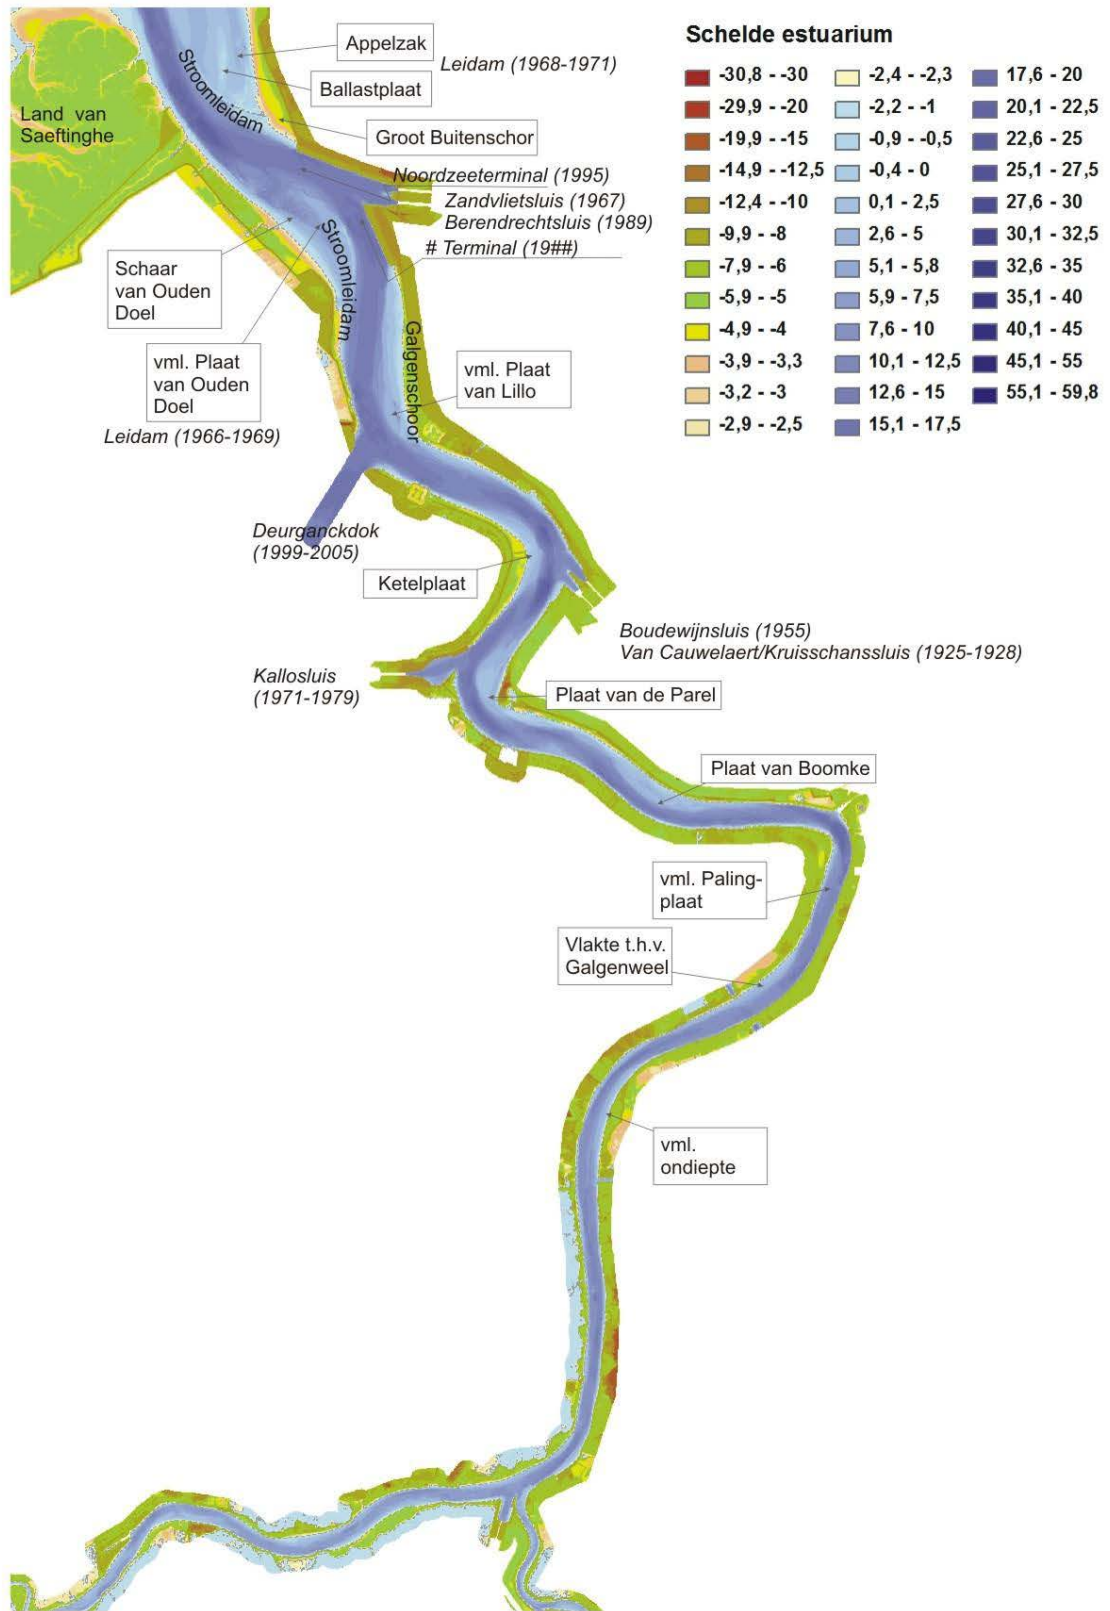 Schelde estuarium
-30,8 - -30
-29,9 - -20
-19,9 - -15
-14,9 - -12,5
-12,4 - -10
-9,9 - -8
-7,9 - -6
-5,9 - -5
-4,9 - -4
-3,9 - -3,3
-3,2 - -3
-2,9 - -2,5
-2,4 - -2,3
-2,2 - -1
-0,9 - -0,5
-0,4 - 0
0,1 - 2,5
2,6 - 5
5,1 - 5,8
5,9 - 7,5
7,6 - 10
10,1 - 12,5
12,6 - 15
15,1 - 17,5
17,6 - 20
20,1 - 22,5
22,6 - 25
25,1 - 27,5
27,6 - 30
30,1 - 32,5
32,6 - 35
35,1 - 40
40,1 - 45
45,1 - 55
55,1 - 59,8
Appelzak
Leidam (1968-1971)
Ballastplaat
Stroomleidam
Land van
Saeftinghe
Groot Buitenschor
Noordzeeterminal (1995)
Zandvlietsluis (1967)
Berendrechtsluis (1989)
# Terminal (19##)
Schaar
van Ouden
Doel
Stroomleidam
vml. Plaat
van Ouden
Doel
Leidam (1966-1969)
Galgenschoor
vml. Plaat
van Lillo
Deurganckdok
(1999-2005)
Ketelplaat
Boudewijnsluis (1955)
Van Cauwelaert/Kruisschanssluis (1925-1928)
Kallosluis
(1971-1979)
Plaat van de Parel
Plaat van Boomke
vml. Paling-
plaat
Vlakte t.h.v.
Galgenweel
vml.
ondiepte